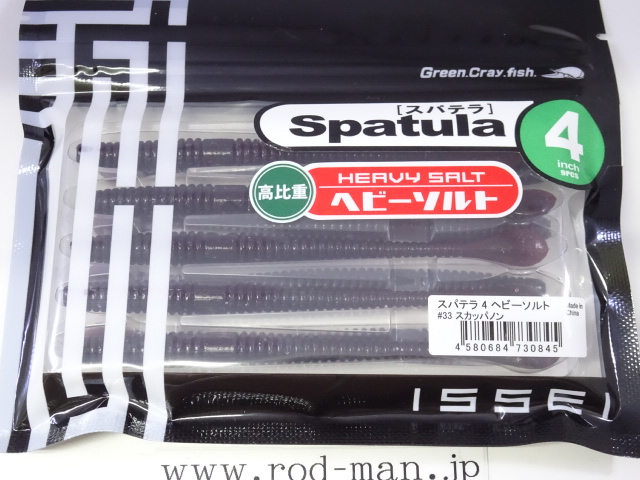 Green.Cray.fish.
[スパテラ]
Spatula
4
inch
9PCS
高比重
HEAVY SALT
ヘビーソルト
スパテラ 4 ヘビーソルト
#33 スカッパノン
Made in
China
4 580684 730845
ISSEI
www.rod-man.jp